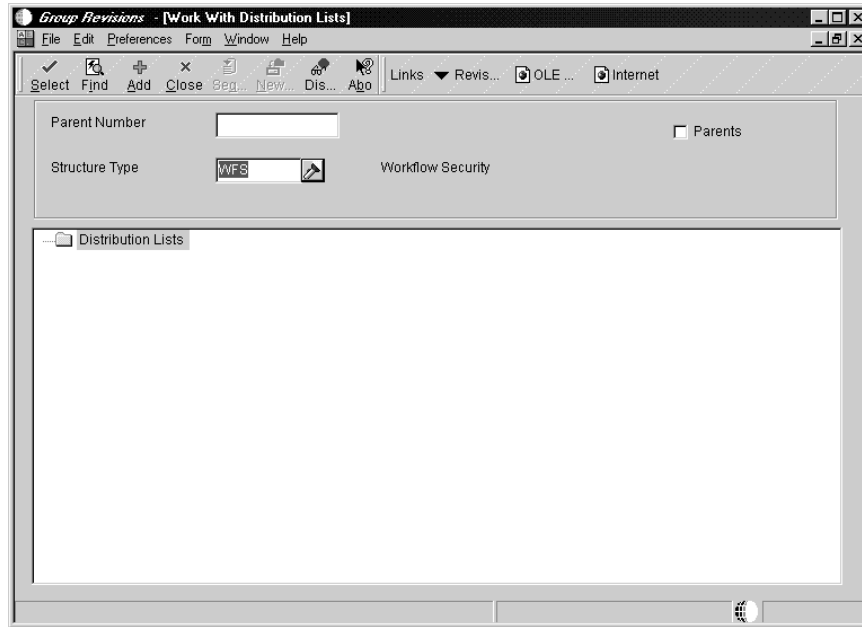 Group Revisions - [Work With Distribution Lists]
File Edit Preferences Form Window Help
Select Find Add Close Seq... New... Dis... Abo Links Revis... OLE ... Internet
Parent Number
Parents
Structure Type WFS Workflow Security
Distribution Lists